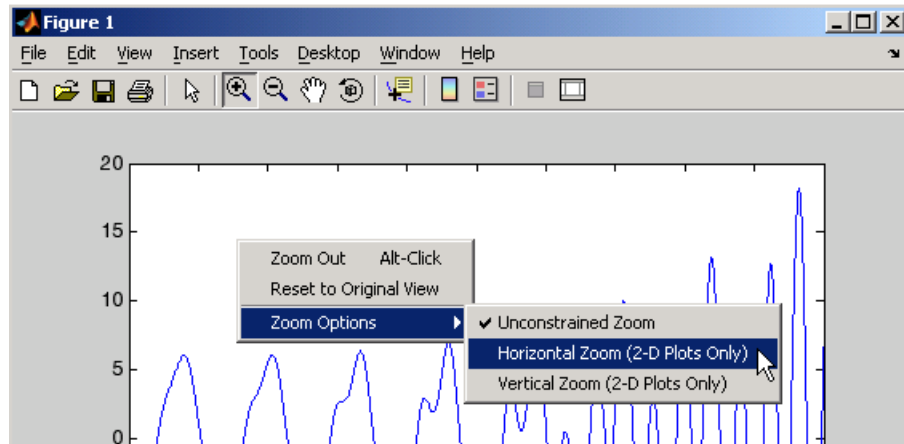 Figure 1
File Edit View Insert Tools Desktop Window Help
20
15
10
5
0
Zoom Out Alt-Click
Reset to Original View
Zoom Options
Unconstrained Zoom
Horizontal Zoom (2-D Plots Only)
Vertical Zoom (2-D Plots Only)